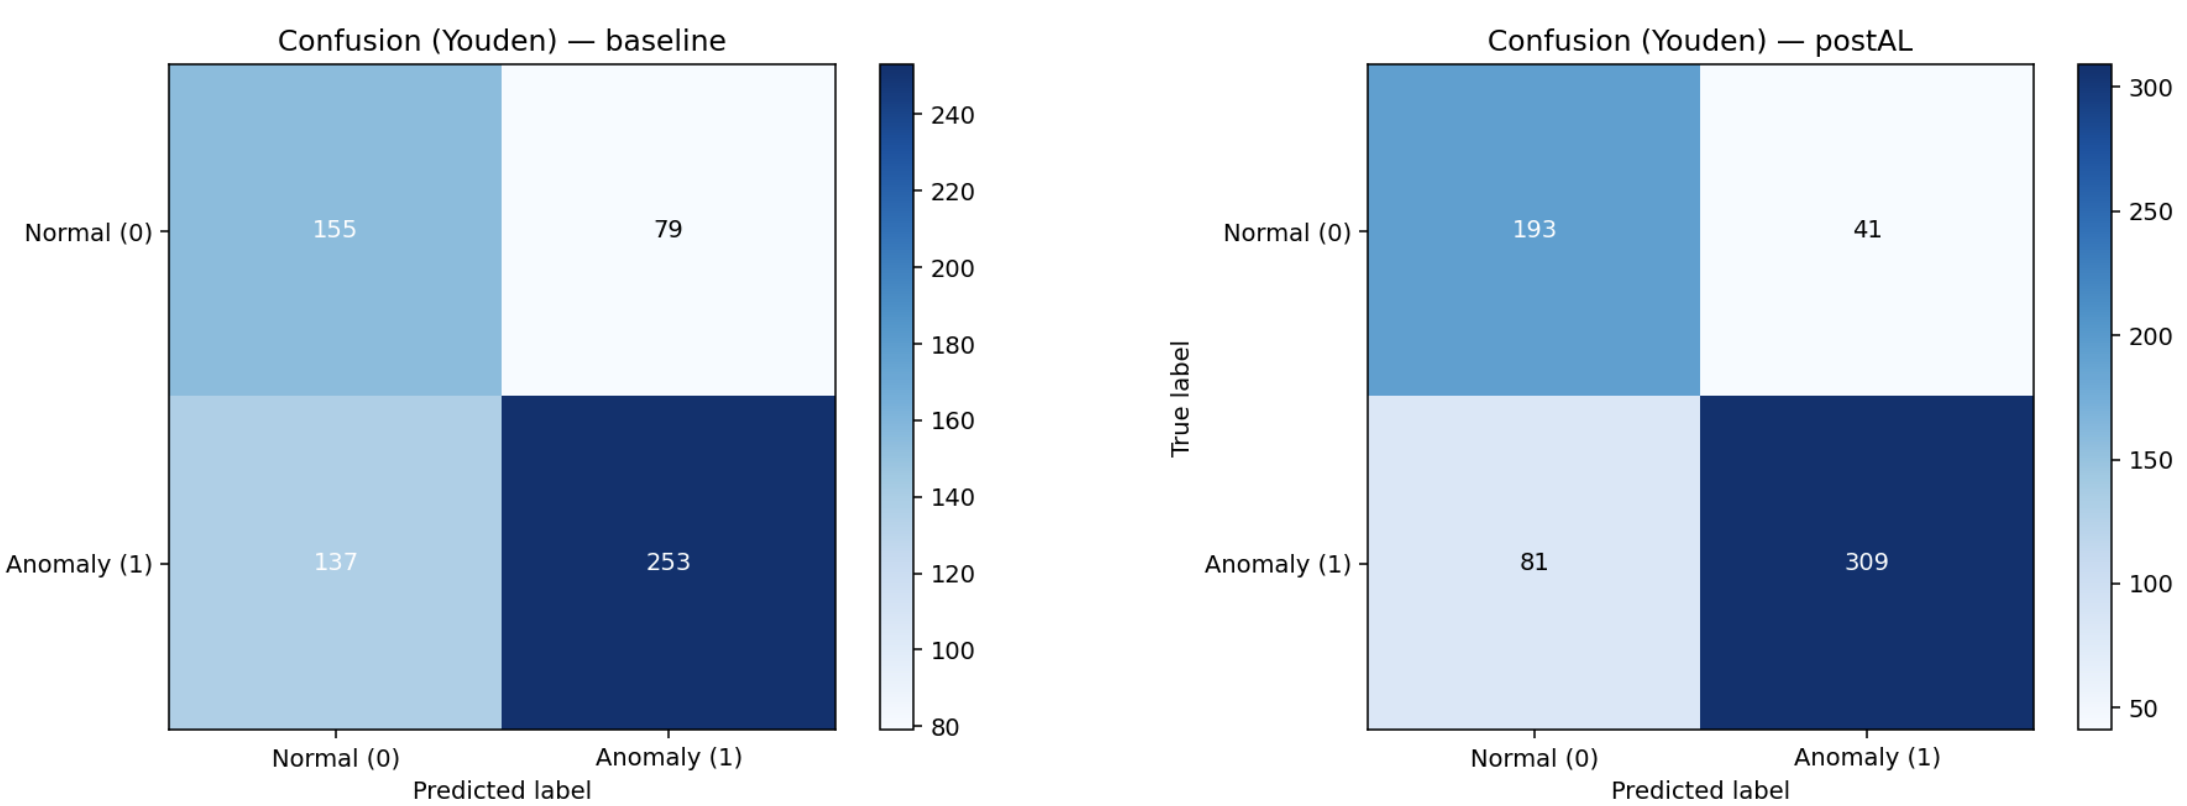 Confusion (Youden) — baseline
Normal (0)
Anomaly (1)
155
79
137
253
240
220
200
180
160
140
120
100
80
Normal (0)
Anomaly (1)
Predicted label
Confusion (Youden) — postAL
True label
Normal (0)
Anomaly (1)
193
41
81
309
300
250
200
150
100
50
Normal (0)
Anomaly (1)
Predicted label